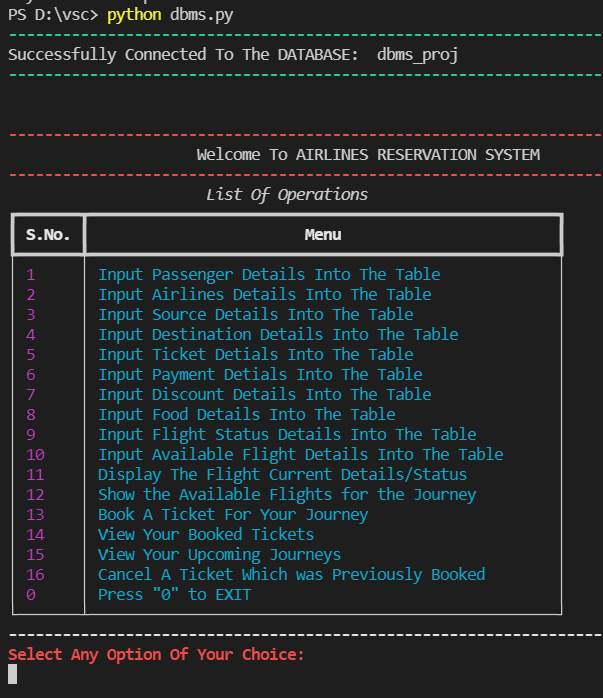 PS D:\vsc> python dbms.py
Successfully Connected To The DATABASE:  dbms_proj
Welcome To AIRLINES RESERVATION SYSTEM
List Of Operations
S.No. Menu
1 Input Passenger Details Into The Table
2 Input Airlines Details Into The Table
3 Input Source Details Into The Table
4 Input Destination Details Into The Table
5 Input Ticket Detials Into The Table
6 Input Payment Detials Into The Table
7 Input Discount Details Into The Table
8 Input Food Details Into The Table
9 Input Flight Status Details Into The Table
10 Input Available Flight Details Into The Table
11 Display The Flight Current Details/Status
12 Show the Available Flights for the Journey
13 Book A Ticket For Your Journey
14 View Your Booked Tickets
15 View Your Upcoming Journeys
16 Cancel A Ticket Which was Previously Booked
0 Press "0" to EXIT
Select Any Option Of Your Choice: